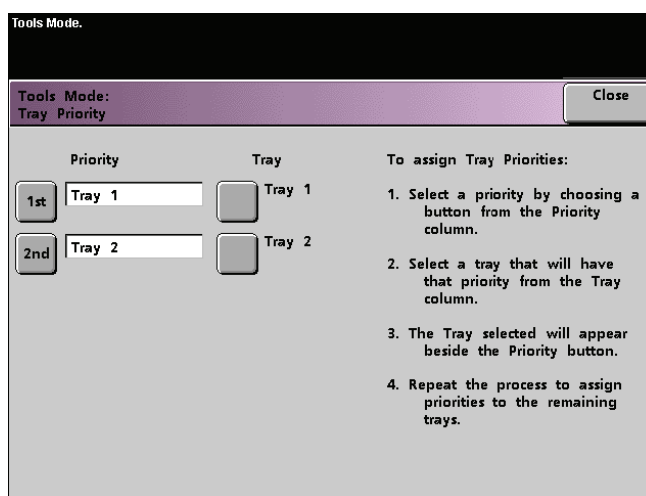 Tools Mode.
Tools Mode:
Tray Priority
Close
Priority
Tray
1st
Tray 1
Tray 1
2nd
Tray 2
Tray 2
To assign Tray Priorities:
1. Select a priority by choosing a
button from the Priority
column.
2. Select a tray that will have
that priority from the Tray
column.
3. The Tray selected will appear
beside the Priority button.
4. Repeat the process to assign
priorities to the remaining
trays.